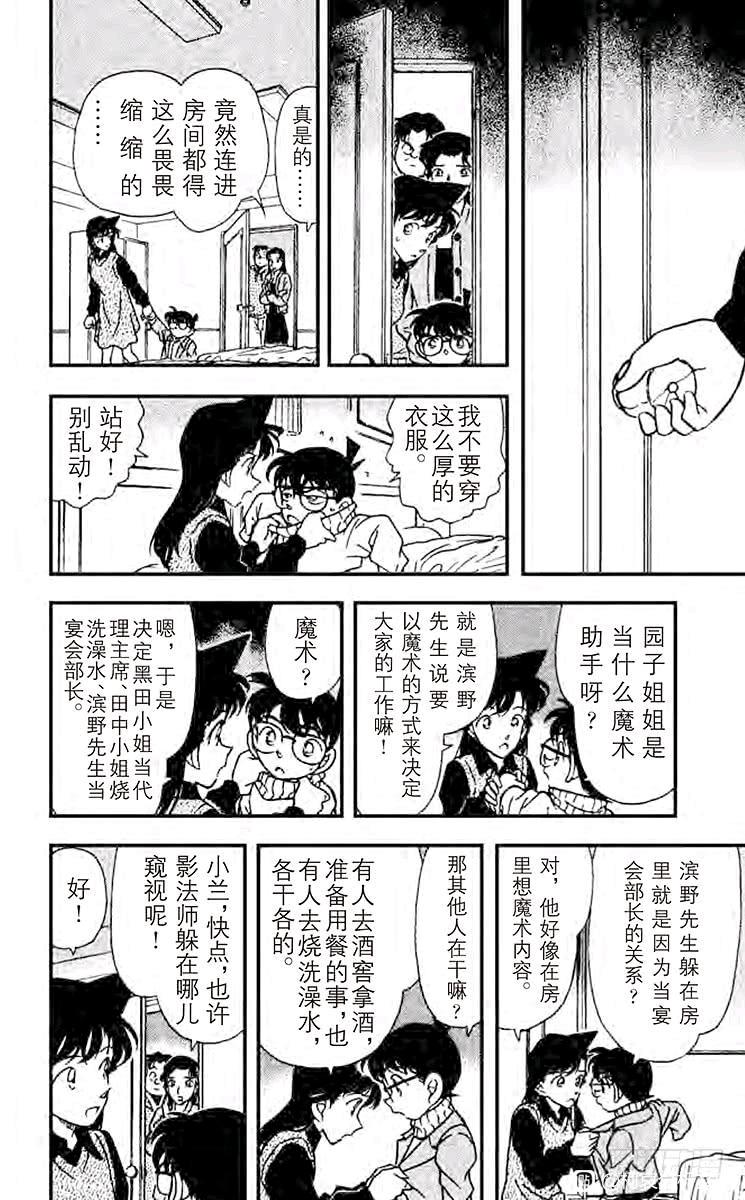 真是的……
竟然连进
房间都得
这么畏畏
缩缩的
……
我不要穿
这么厚的
衣服。
站好！
别乱动！
园子姐姐是
当什么魔术
助手呀？
就是滨野
先生说要
以魔术的方式来决定
大家的工作嘛！
魔术？
嗯，于是
决定黑田小姐当代
理主席、田中小姐烧
洗澡水、滨野先生当
宴会部长。
滨野先生躲在房
里就是因为当宴
会部长的关系？
对，他好像在房
里想魔术内容。
那其他人在干嘛？
有人去酒窖拿酒，
准备用餐的事，也
有人去烧洗澡水，
各干各的。
小兰，快点，也许
影法师躲在哪儿
窥视呢！
好！